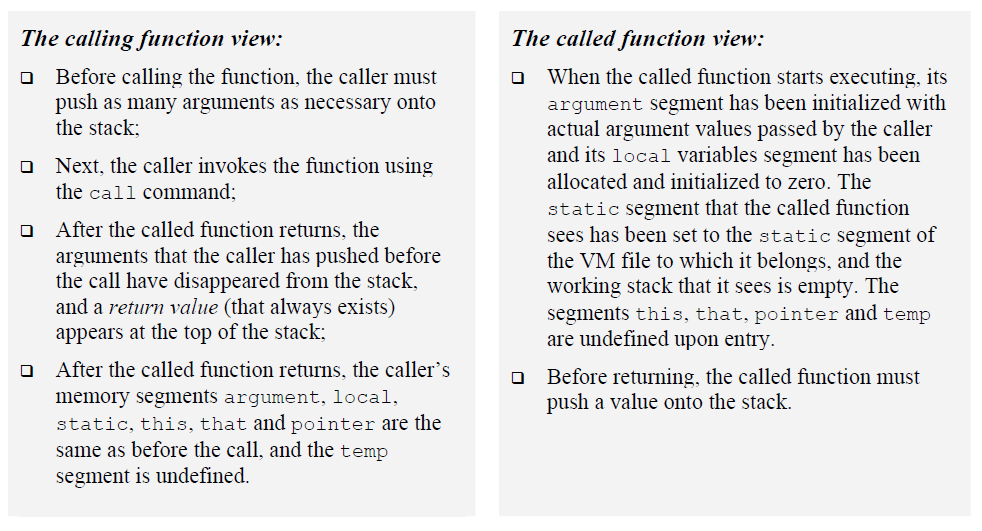 The calling function view:
❑ Before calling the function, the caller must
push as many arguments as necessary onto
the stack;
❑ Next, the caller invokes the function using
the call command;
❑ After the called function returns, the
arguments that the caller has pushed before
the call have disappeared from the stack,
and a return value (that always exists)
appears at the top of the stack;
❑ After the called function returns, the caller’s
memory segments argument, local,
static, this, that and pointer are the
same as before the call, and the temp
segment is undefined.
The called function view:
❑ When the called function starts executing, its
argument segment has been initialized with
actual argument values passed by the caller
and its local variables segment has been
allocated and initialized to zero. The
static segment that the called function
sees has been set to the static segment of
the VM file to which it belongs, and the
working stack that it sees is empty. The
segments this, that, pointer and temp
are undefined upon entry.
❑ Before returning, the called function must
push a value onto the stack.